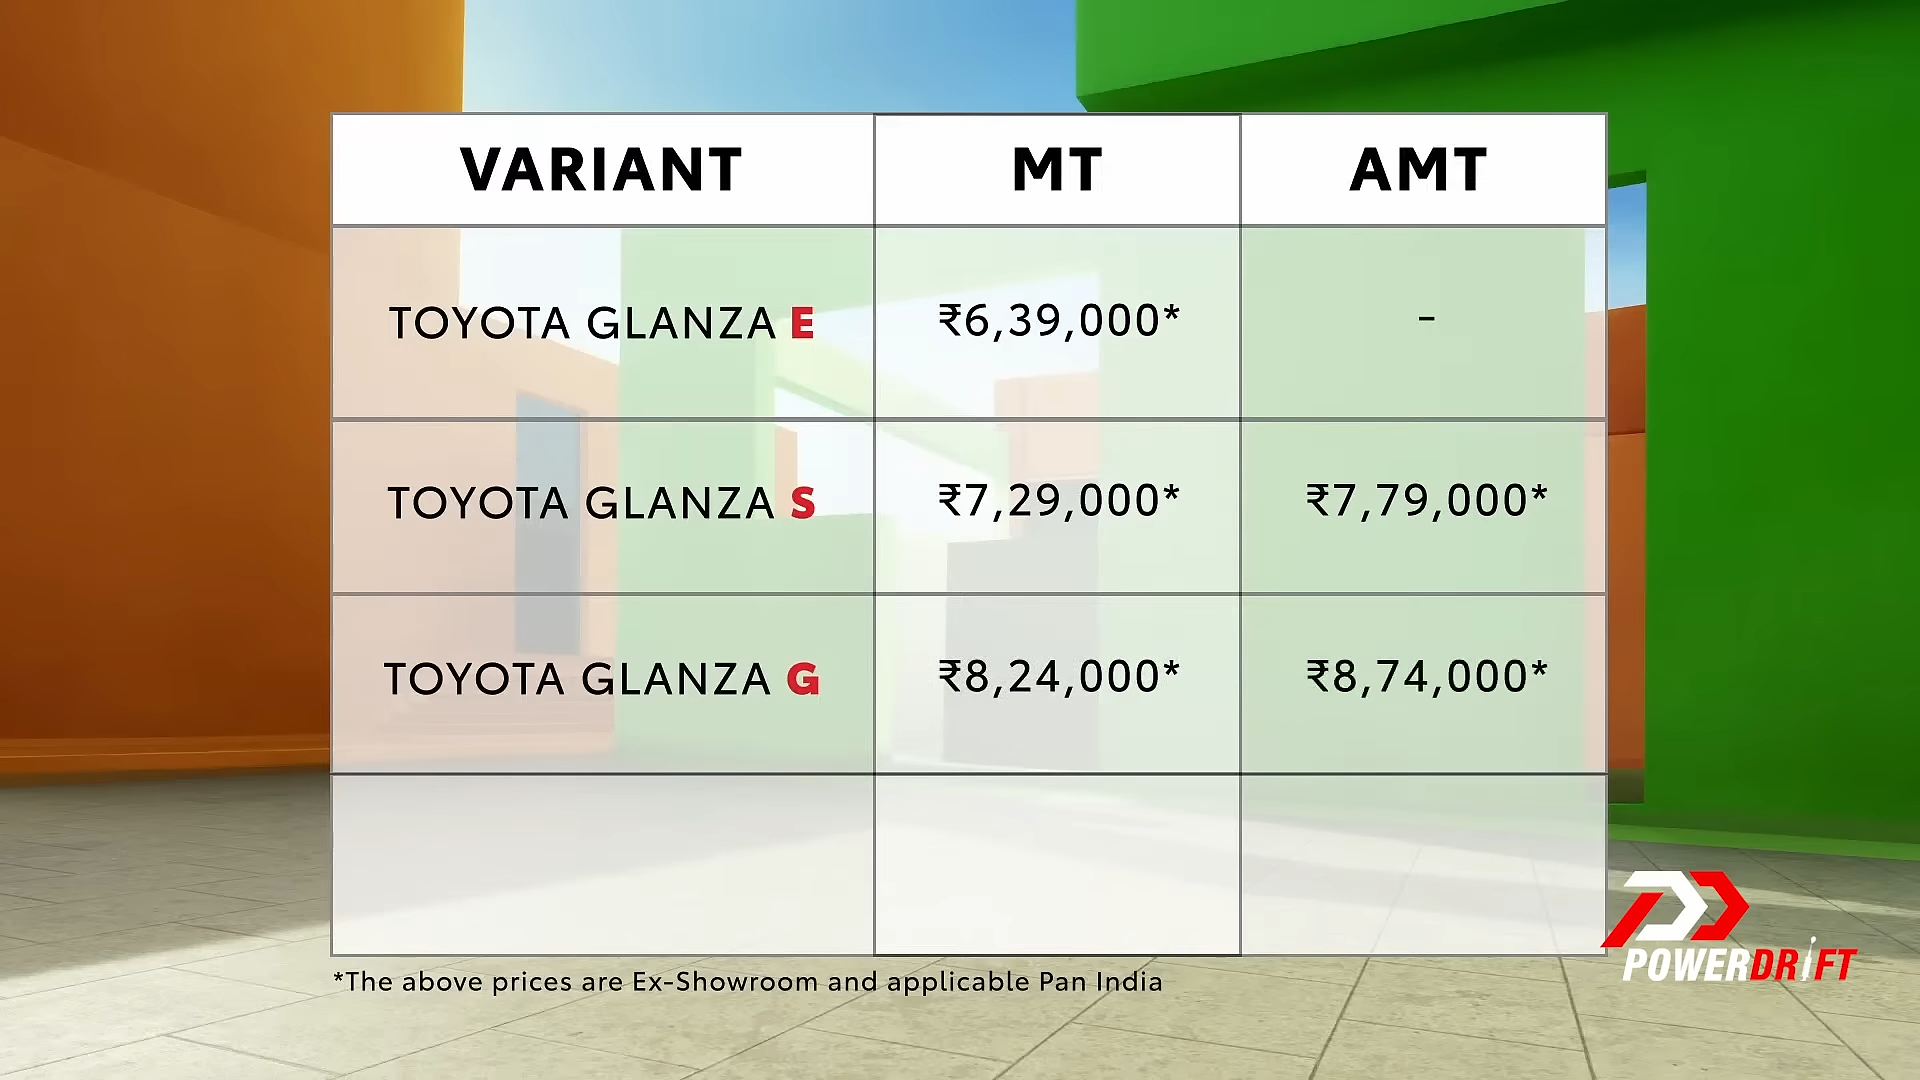 VARIANT MT AMT
TOYOTA GLANZA E ₹6,39,000* -
TOYOTA GLANZA S ₹7,29,000* ₹7,79,000*
TOYOTA GLANZA G ₹8,24,000* ₹8,74,000*
*The above prices are Ex-Showroom and applicable Pan India
POWERDRIFT